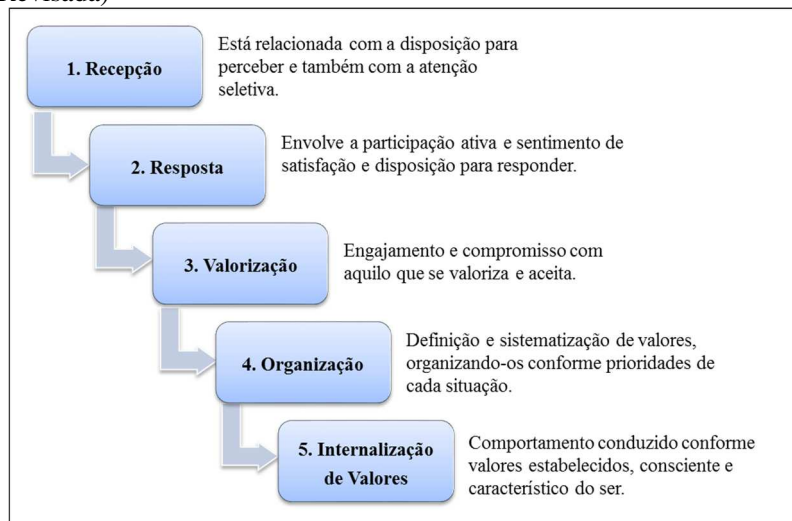 Revisada)
1. Recepção
Está relacionada com a disposição para
perceber e também com a atenção
seletiva.
2. Resposta
Envolve a participação ativa e sentimento de
satisfação e disposição para responder.
3. Valorização
Engajamento e compromisso com
aquilo que se valoriza e aceita.
4. Organização
Definição e sistematização de valores,
organizando-os conforme prioridades de
cada situação.
5. Internalização
de Valores
Comportamento conduzido conforme
valores estabelecidos, consciente e
característico do ser.